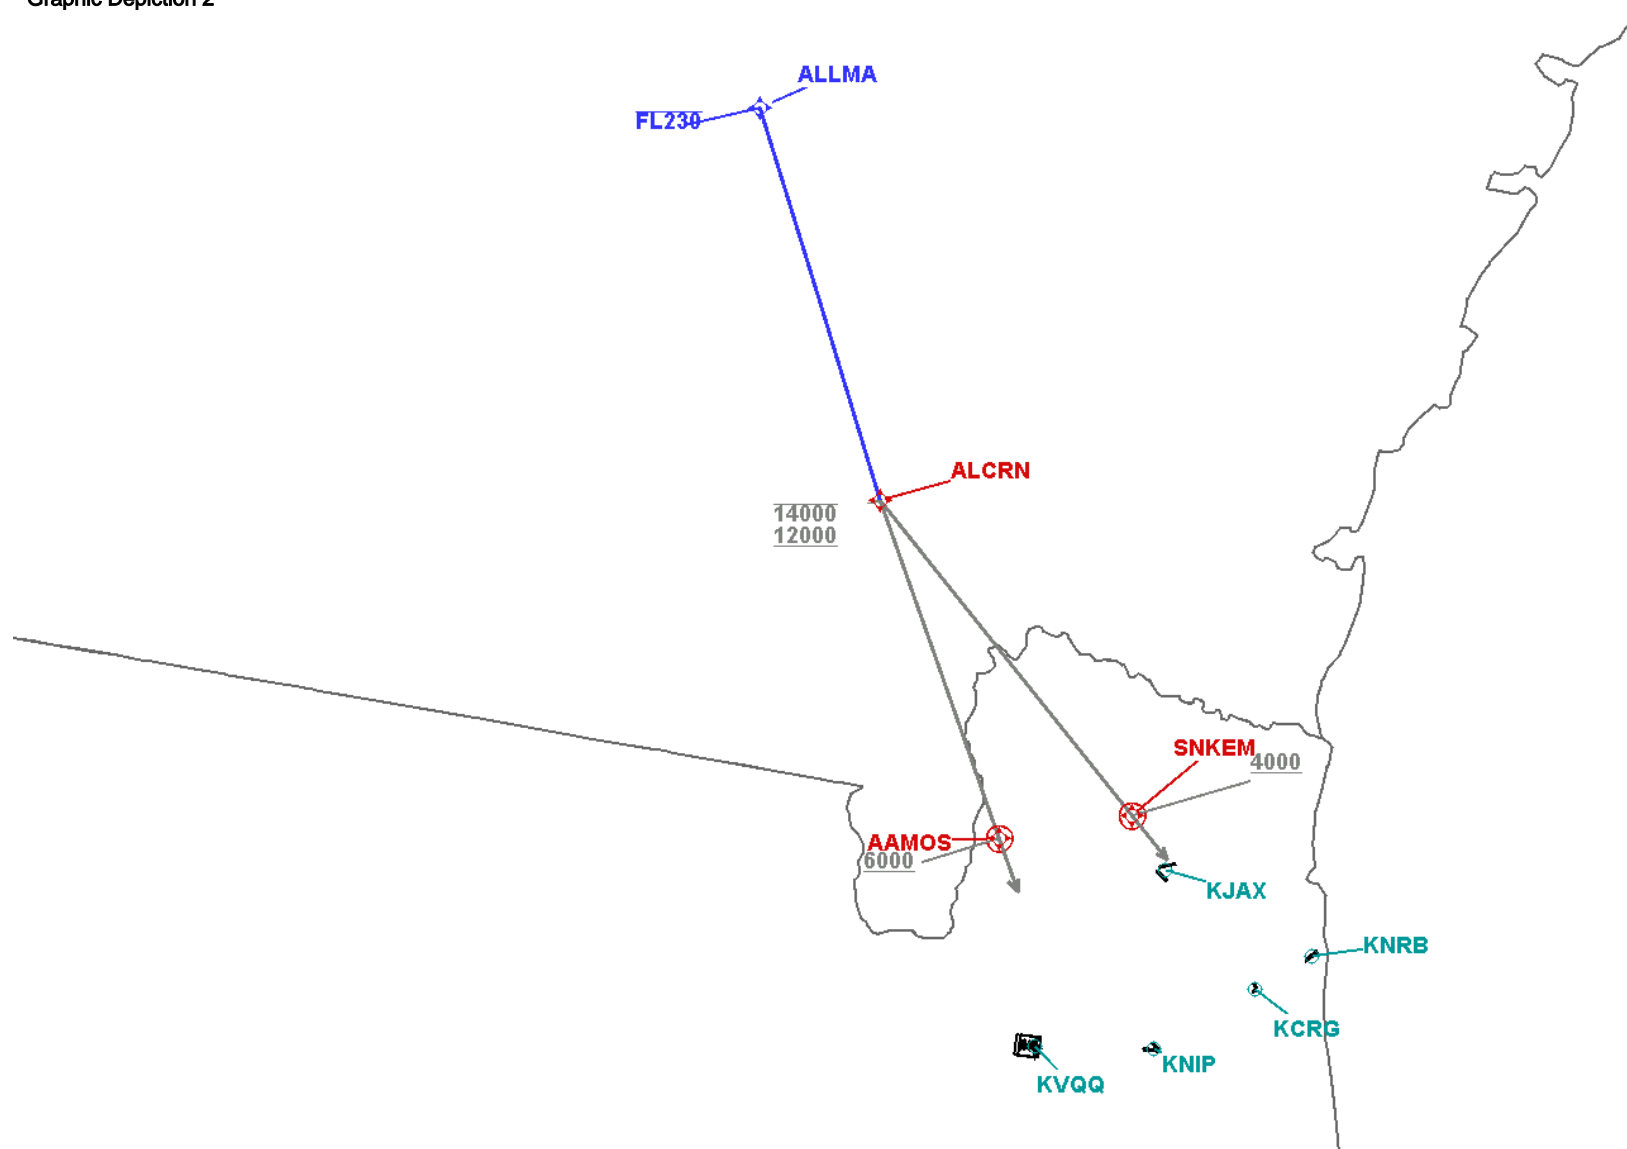 Graphic Depiction 2
ALLMA
FL230
ALCRN
14000
12000
SNKEM
4000
AAMOS
6000
KJAX
KNRB
KCRG
KNIP
KVQQ